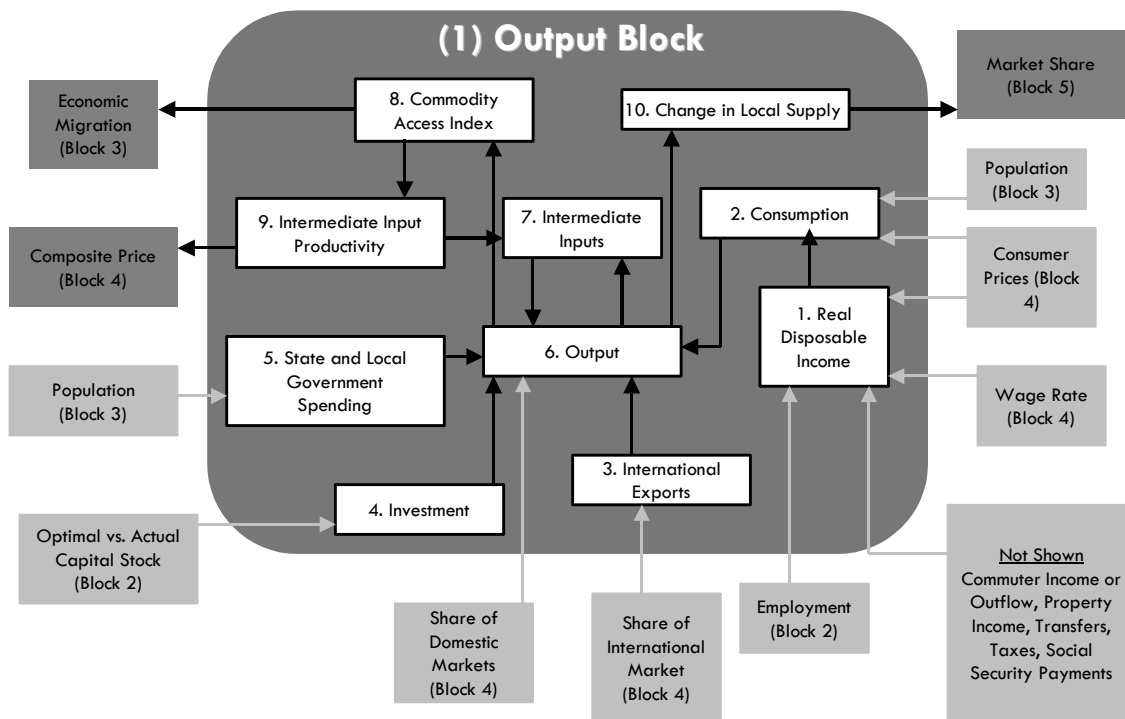 (1) Output Block
Economic
Migration
(Block 3)
8. Commodity
Access Index
10. Change in Local Supply
Market Share
(Block 5)
Composite Price
(Block 4)
9. Intermediate Input
Productivity
7. Intermediate
Inputs
2. Consumption
Population
(Block 3)
Consumer
Prices (Block
4)
1. Real
Disposable
Income
Population
(Block 3)
5. State and Local
Government
Spending
6. Output
Wage Rate
(Block 4)
Optimal vs. Actual
Capital Stock
(Block 2)
4. Investment
3. International
Exports
Share of
Domestic
Markets
(Block 4)
Share of
International
Market
(Block 4)
Employment
(Block 2)
Not Shown
Commuter Income or
Outflow, Property
Income, Transfers,
Taxes, Social
Security Payments